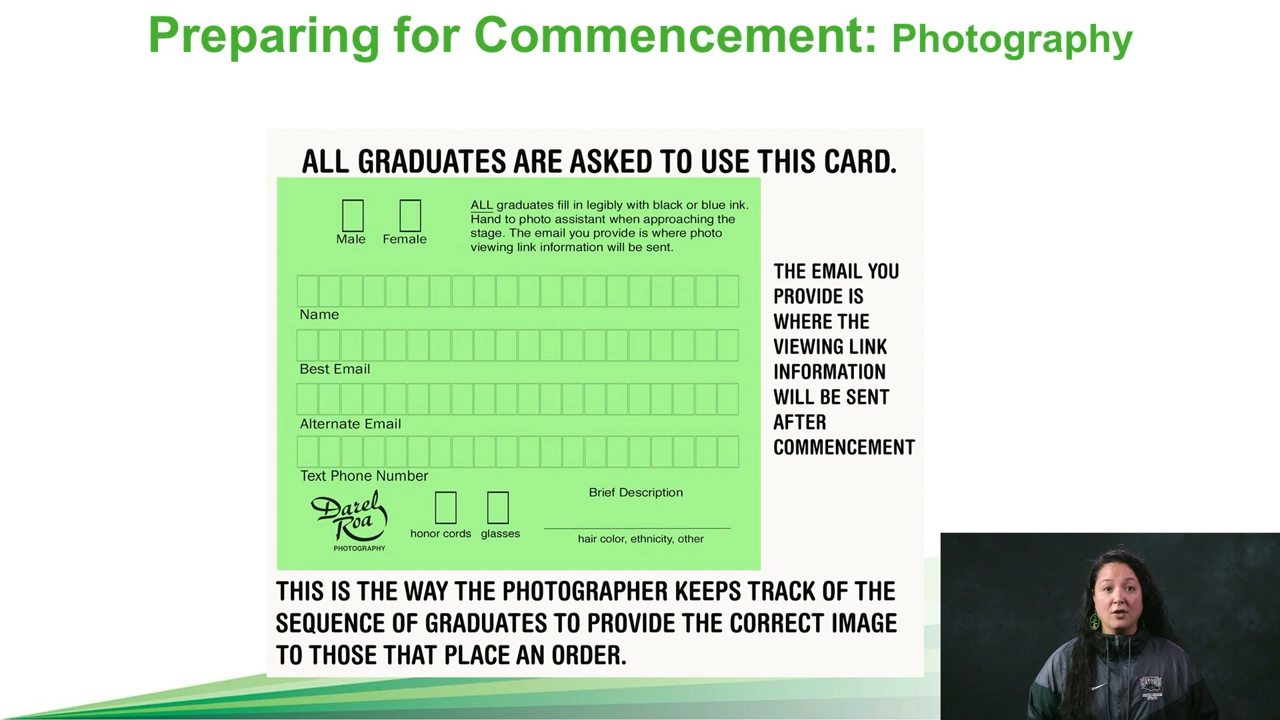 Preparing for Commencement: Photography
ALL GRADUATES ARE ASKED TO USE THIS CARD.
Male Female
ALL graduates fill in legibly with black or blue ink.
Hand to photo assistant when approaching the
stage. The email you provide is where photo
viewing link information will be sent.
Name
Best Email
Alternate Email
Text Phone Number
Darel
Roa
PHOTOGRAPHY
honor cords glasses
Brief Description
hair color, ethnicity, other
THE EMAIL YOU
PROVIDE IS
WHERE THE
VIEWING LINK
INFORMATION
WILL BE SENT
AFTER
COMMENCEMENT
THIS IS THE WAY THE PHOTOGRAPHER KEEPS TRACK OF THE
SEQUENCE OF GRADUATES TO PROVIDE THE CORRECT IMAGE
TO THOSE THAT PLACE AN ORDER.